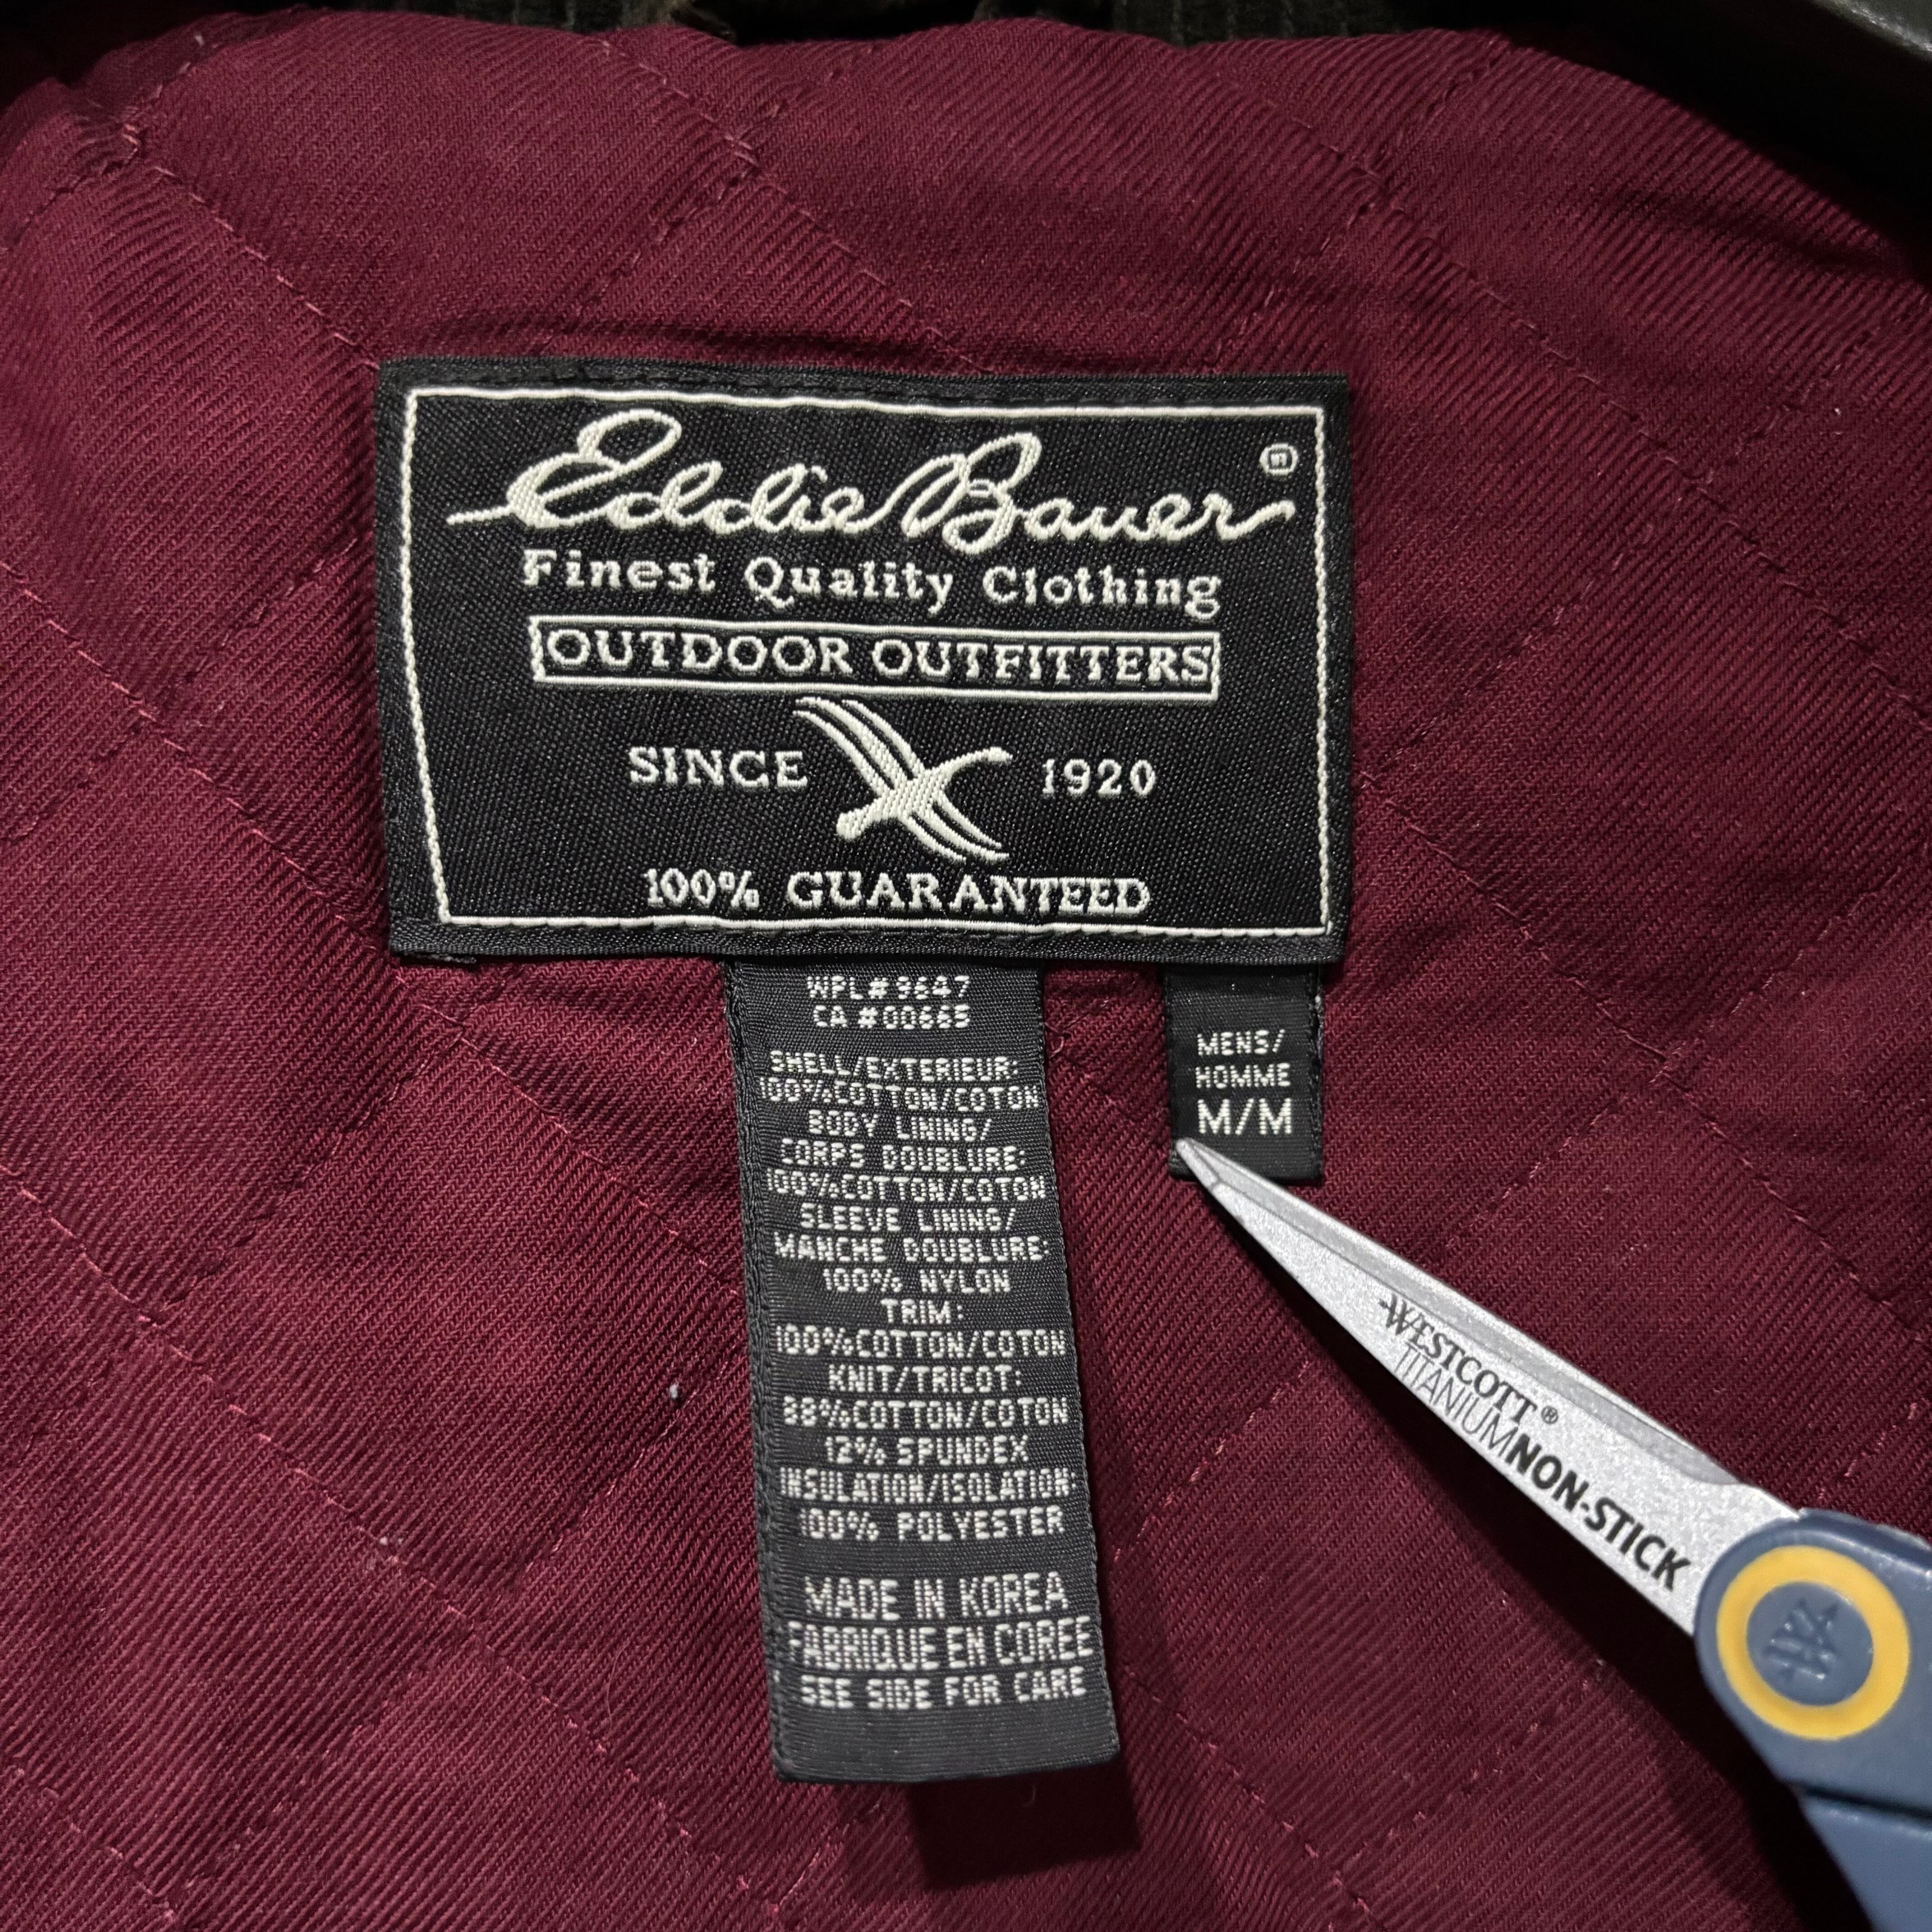 Eddie Bauer ®
Finest Quality Clothing
OUTDOOR OUTFITTERS
SINCE 1920
100% GUARANTEED
WPL#9647
CA #00665
SHELL/EXTERIEUR:
100%COTTON/COTON
BODY LINING/
CORPS DOUBLURE:
100%COTTON/COTON
SLEEVE LINING/
MANCHE DOUBLURE:
100% NYLON
TRIM:
100%COTTON/COTON
KNIT/TRICOT:
88%COTTON/COTON
12% SPUNDEX
INSULATION/ISOLATION
100% POLYESTER
MADE IN KOREA
FABRIQUE EN COREE
SEE SIDE FOR CARE
MENS/
HOMME
M/M
WESTCOTT®
TITANIUM NON-STICK